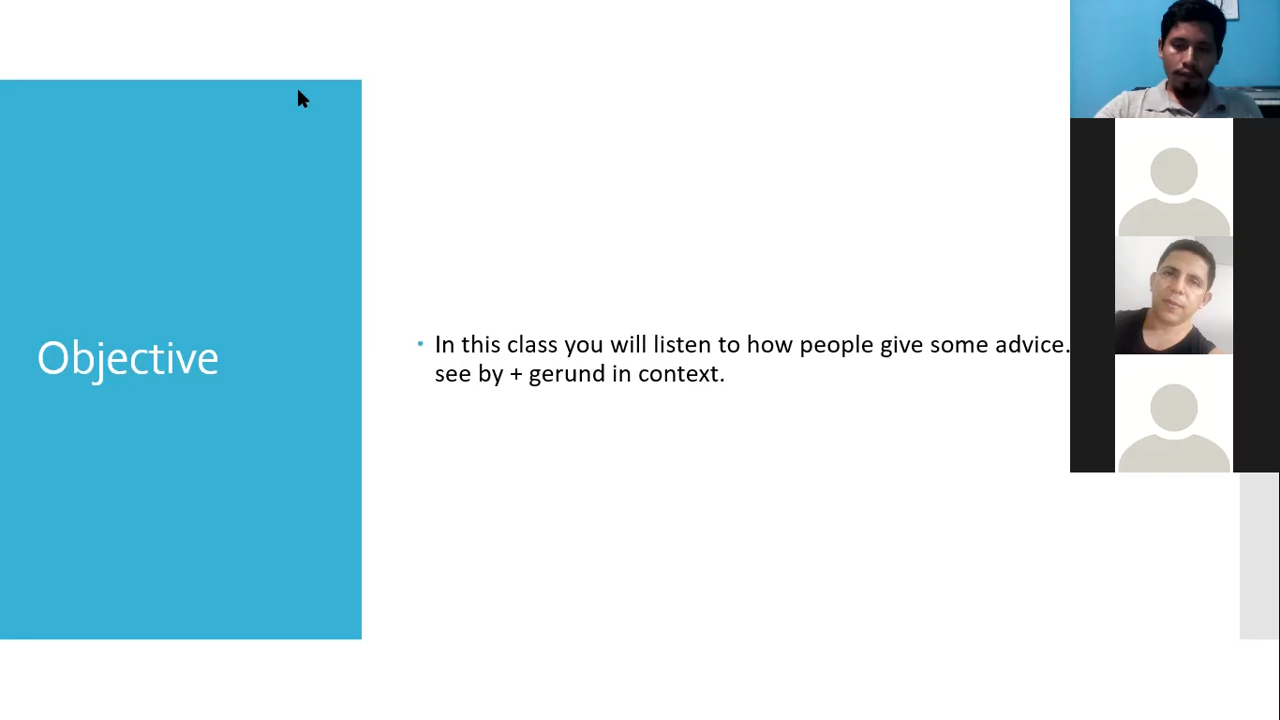 Objective
• In this class you will listen to how people give some advice.
see by + gerund in context.